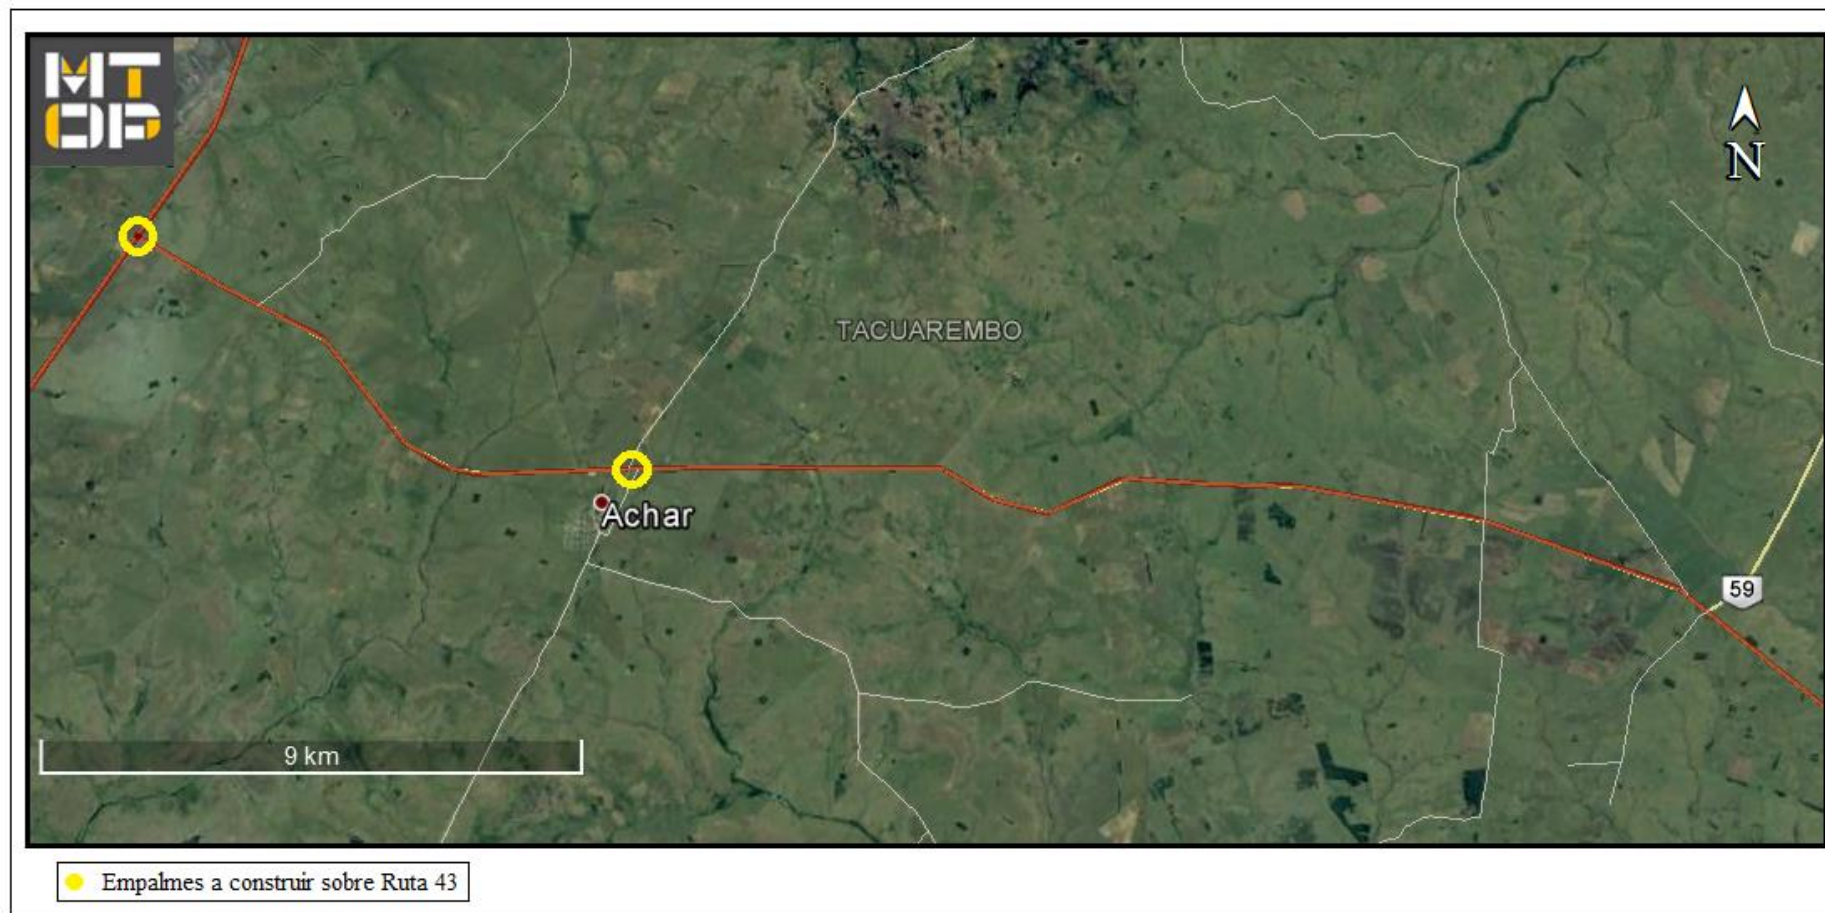 MT
OP
N
TACUAREMBO
Achar
59
9 km
Empalmes a construir sobre Ruta 43